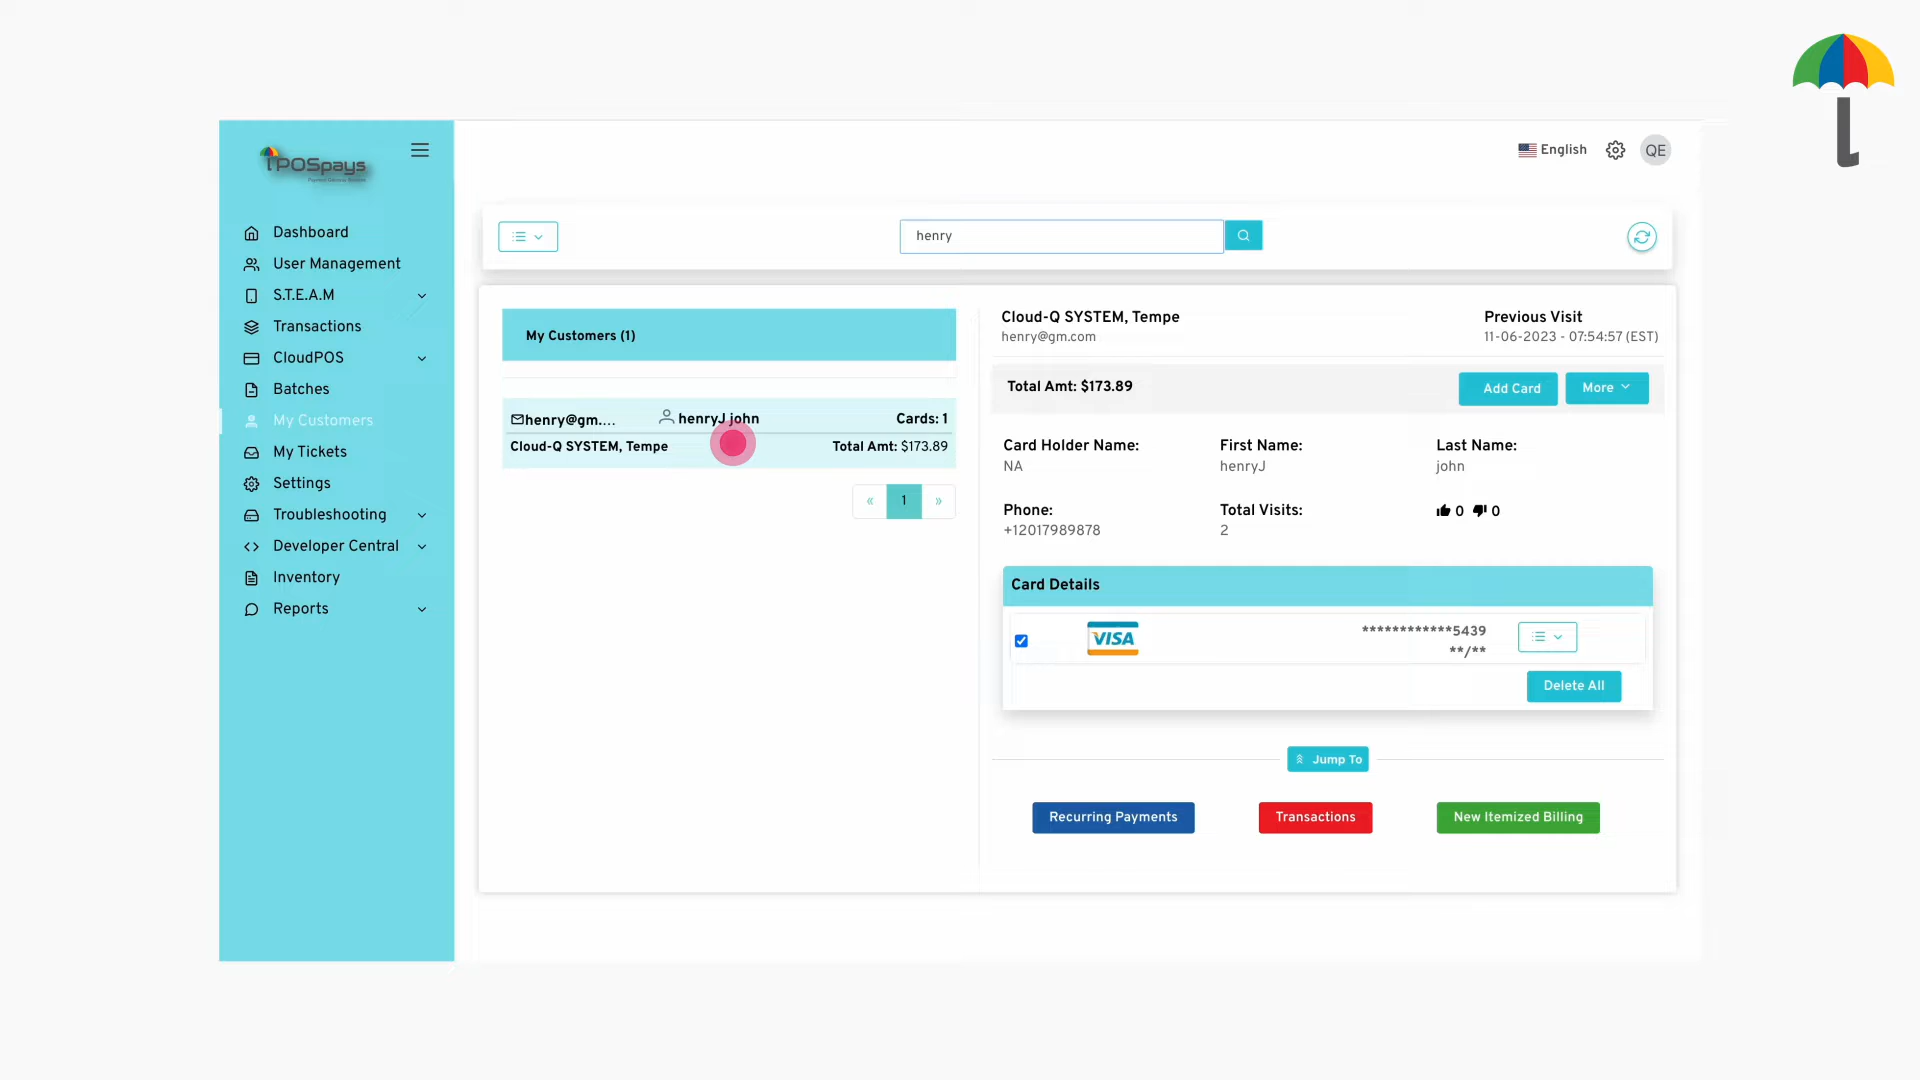 POSpays
English
QE
Dashboard
User Management
S.T.E.A.M
Transactions
CloudPOS
Batches
My Customers
My Tickets
Settings
Troubleshooting
Developer Central
Inventory
Reports
henry
My Customers (1)
henry@gm....
henryJ john
Cards: 1
Cloud-Q SYSTEM, Tempe
Total Amt: $173.89
« 1 »
Cloud-Q SYSTEM, Tempe
henry@gm.com
Previous Visit
11-06-2023 - 07:54:57 (EST)
Total Amt: $173.89
Add Card
More
Card Holder Name:
NA
First Name:
henryJ
Last Name:
john
Phone:
+12017989878
Total Visits:
2
0 0
Card Details
VISA
************5439
**/**
Delete All
Jump To
Recurring Payments
Transactions
New Itemized Billing